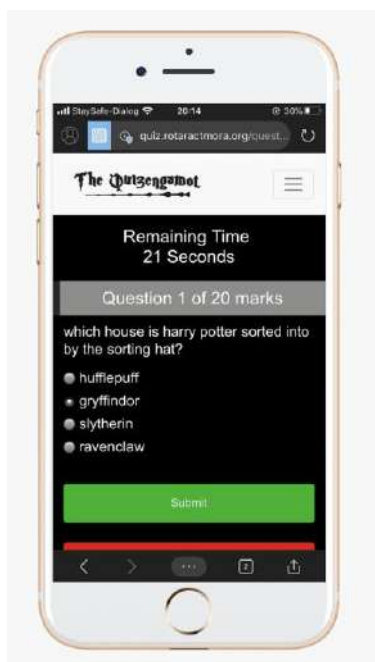 StaySafe-Dialog 20:14 30%
quiz.rotaractmora.org/quest...
The Quizengamot
Remaining Time
21 Seconds
Question 1 of 20 marks
which house is harry potter sorted into
by the sorting hat?
hufflepuff
gryffindor
slytherin
ravenclaw
Submit